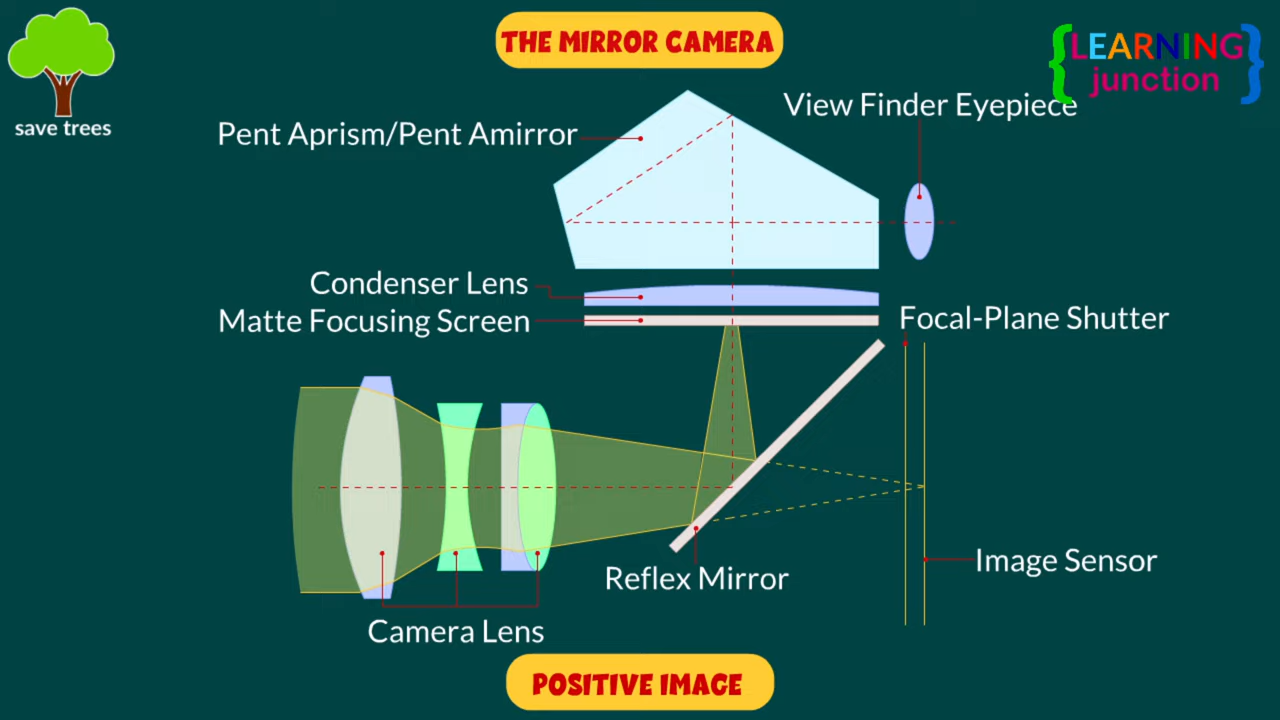 THE MIRROR CAMERA
{LEARNING
junction}
save trees
View Finder Eyepiece
Pent Aprism/Pent Amirror
Condenser Lens
Matte Focusing Screen
Focal-Plane Shutter
Image Sensor
Reflex Mirror
Camera Lens
POSITIVE IMAGE